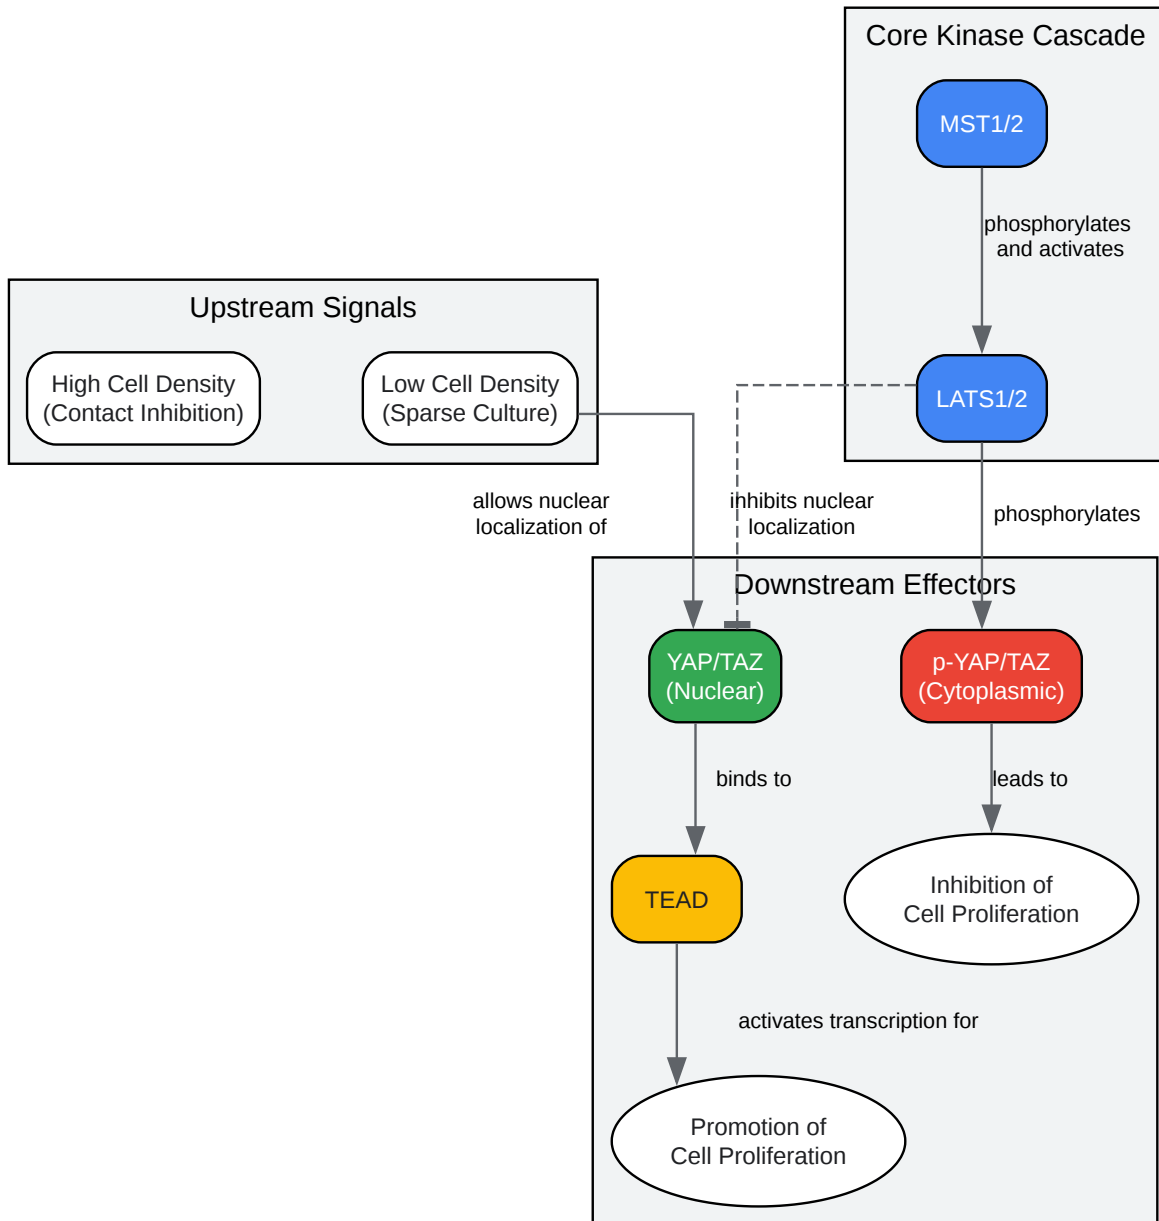 Core Kinase Cascade
MST1/2
phosphorylates
and activates
Upstream Signals
High Cell Density
(Contact Inhibition)
Low Cell Density
(Sparse Culture)
LATS1/2
allows nuclear
localization of
inhibits nuclear
localization
phosphorylates
Downstream Effectors
YAP/TAZ
(Nuclear)
p-YAP/TAZ
(Cytoplasmic)
binds to
leads to
TEAD
Inhibition of
Cell Proliferation
activates transcription for
Promotion of
Cell Proliferation